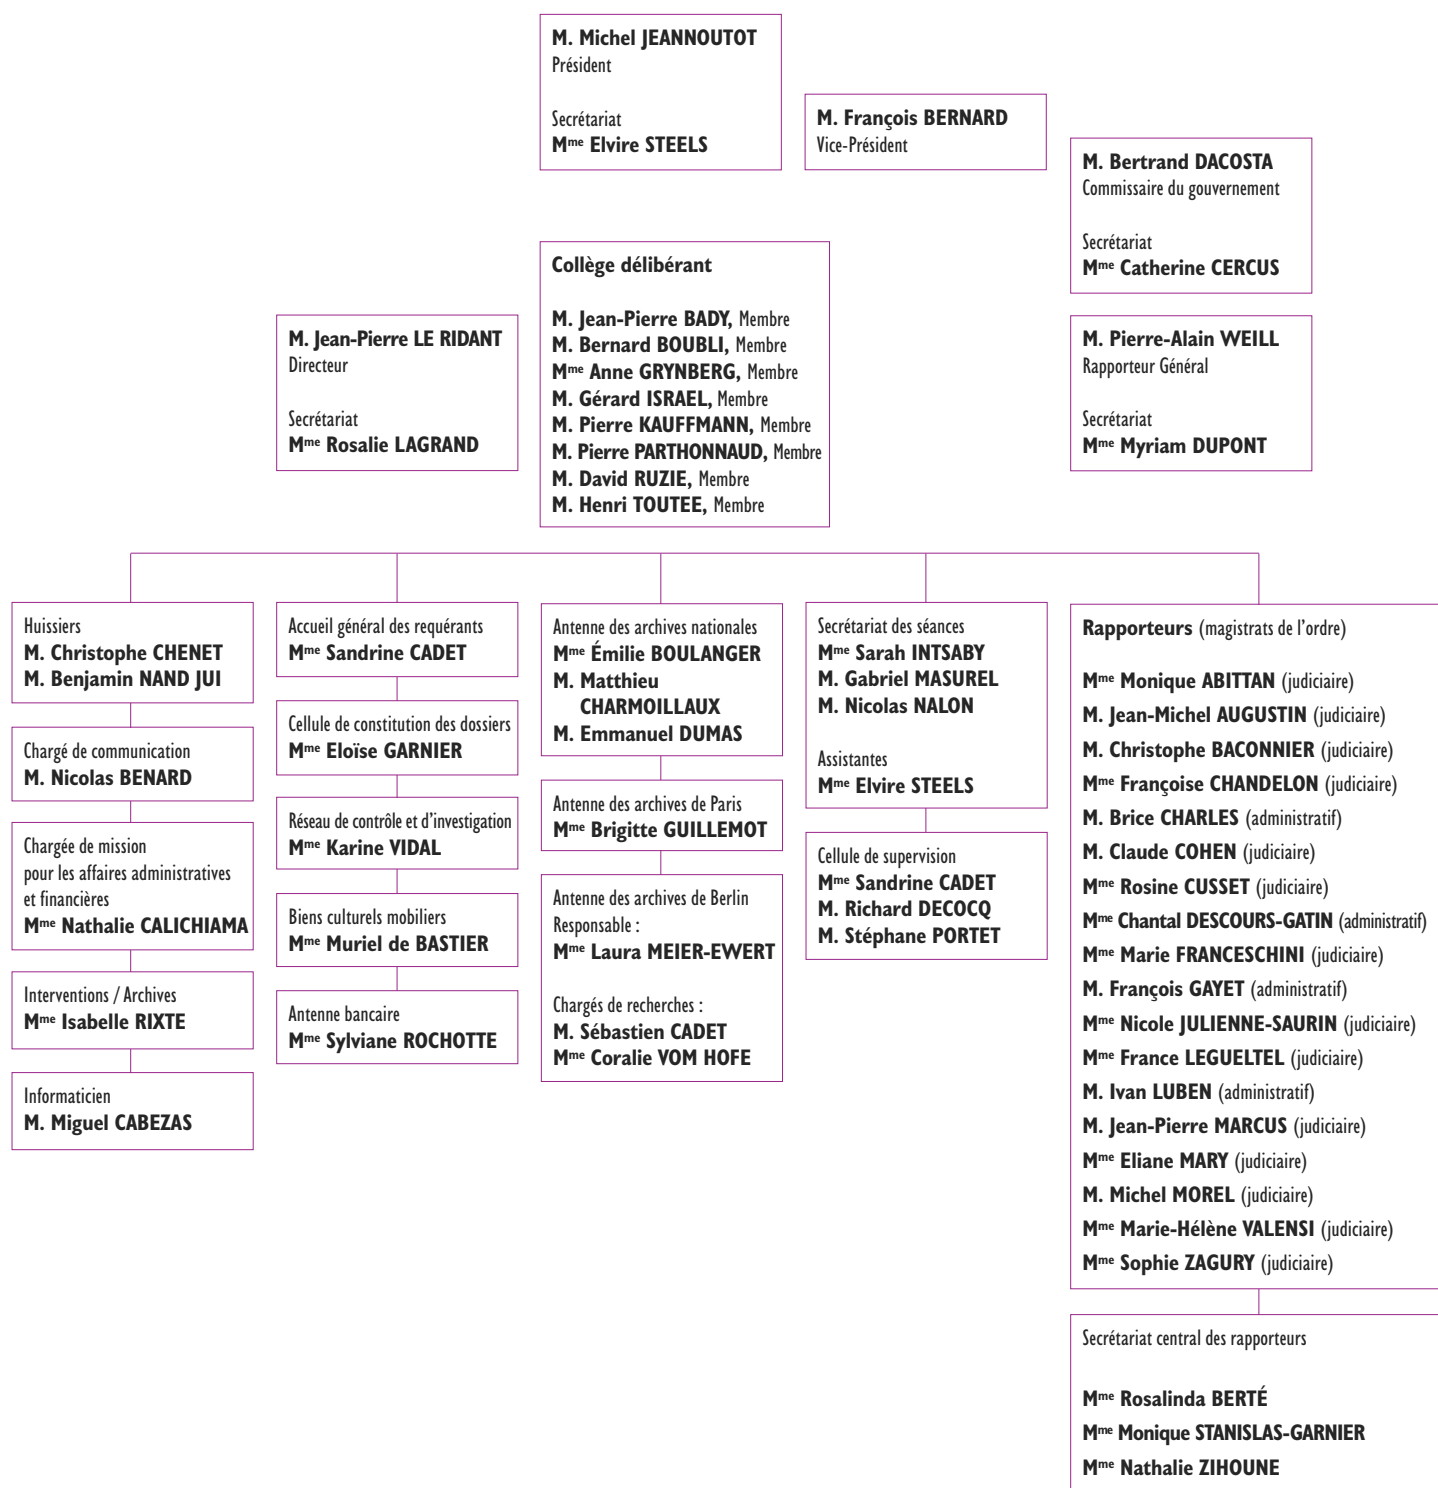 M. Michel JEANNOUTOT
Président
Secrétariat
Mme Elvire STEELS
M. François BERNARD
Vice-Président
M. Bertrand DACOSTA
Commissaire du gouvernement
Secrétariat
Mme Catherine CERCUS
Collège délibérant
M. Jean-Pierre BADY, Membre
M. Bernard BOUBLI, Membre
Mme Anne GRYNBERG, Membre
M. Gérard ISRAEL, Membre
M. Pierre KAUFFMANN, Membre
M. Pierre PARTHONNAUD, Membre
M. David RUZIE, Membre
M. Henri TOUTEE, Membre
M. Jean-Pierre LE RIDANT
Directeur
Secrétariat
Mme Rosalie LAGRAND
M. Pierre-Alain WEILL
Rapporteur Général
Secrétariat
Mme Myriam DUPONT
Huissiers
M. Christophe CHENET
M. Benjamin NAND JUI
Chargé de communication
M. Nicolas BENARD
Chargée de mission
pour les affaires administratives
et financières
Mme Nathalie CALICHIAMA
Interventions / Archives
Mme Isabelle RIXTE
Informaticien
M. Miguel CABEZAS
Accueil général des requérants
Mme Sandrine CADET
Cellule de constitution des dossiers
Mme Eloïse GARNIER
Réseau de contrôle et d'investigation
Mme Karine VIDAL
Biens culturels mobiliers
Mme Muriel de BASTIER
Antenne bancaire
Mme Sylviane ROCHOTTE
Antenne des archives nationales
Mme Émilie BOULANGER
M. Matthieu
CHARMOILLAUX
M. Emmanuel DUMAS
Antenne des archives de Paris
Mme Brigitte GUILLEMOT
Antenne des archives de Berlin
Responsable :
Mme Laura MEIER-EWERT
Chargés de recherches :
M. Sébastien CADET
Mme Coralie VOM HOFE
Secrétariat des séances
Mme Sarah INTSABY
M. Gabriel MASUREL
M. Nicolas NALON
Assistantes
Mme Elvire STEELS
Cellule de supervision
Mme Sandrine CADET
M. Richard DECOCQ
M. Stéphane PORTET
Rapporteurs (magistrats de l'ordre)
Mme Monique ABITTAN (judiciaire)
M. Jean-Michel AUGUSTIN (judiciaire)
M. Christophe BACONNIER (judiciaire)
Mme Françoise CHANDELON (judiciaire)
M. Brice CHARLES (administratif)
M. Claude COHEN (judiciaire)
Mme Rosine CUSSET (judiciaire)
Mme Chantal DESCOURS-GATIN (administratif)
Mme Marie FRANCESCHINI (judiciaire)
M. François GAYET (administratif)
Mme Nicole JULIENNE-SAURIN (judiciaire)
Mme France LEGUELTEL (judiciaire)
M. Ivan LUBEN (administratif)
M. Jean-Pierre MARCUS (judiciaire)
Mme Eliane MARY (judiciaire)
M. Michel MOREL (judiciaire)
Mme Marie-Hélène VALENSI (judiciaire)
Mme Sophie ZAGURY (judiciaire)
Secrétariat central des rapporteurs
Mme Rosalinda BERTÉ
Mme Monique STANISLAS-GARNIER
Mme Nathalie ZIHOUNE